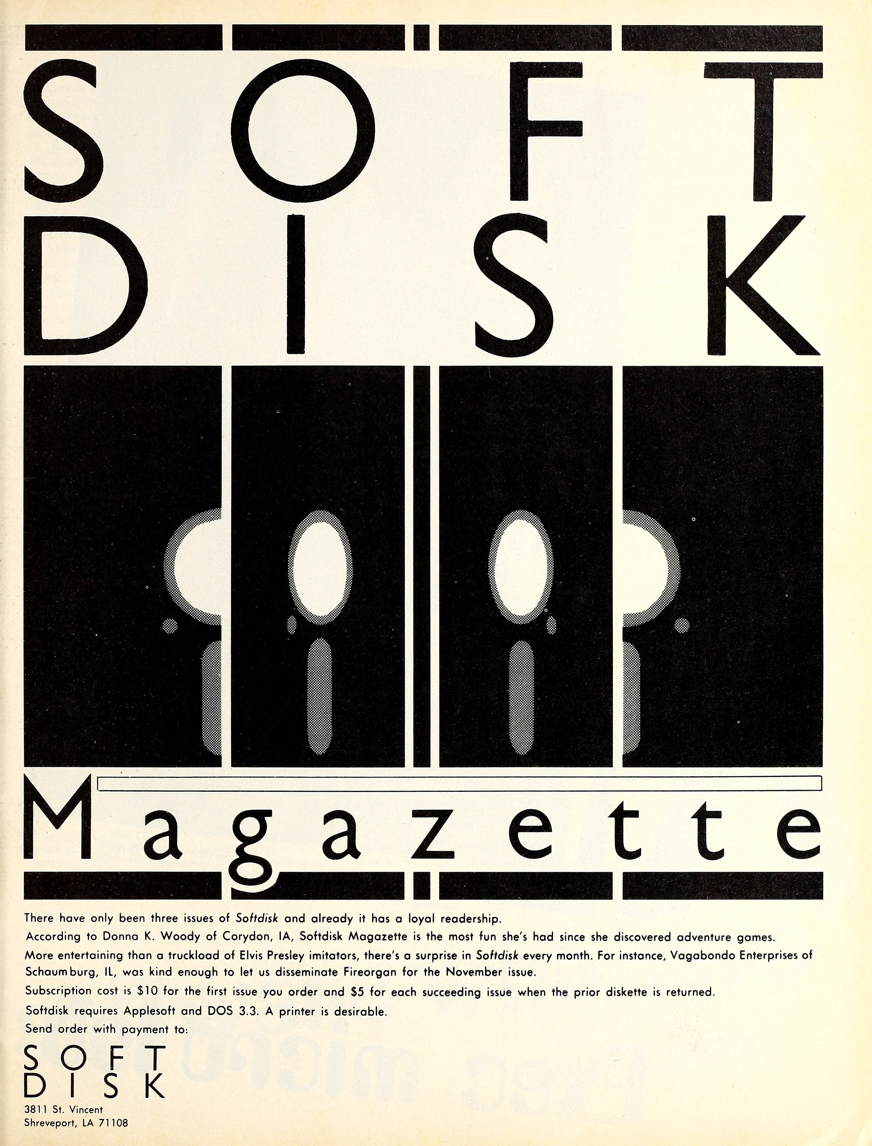 SOFT
DISK
Magazette
There have only been three issues of Softdisk and already it has a loyal readership.
According to Donna K. Woody of Corydon, IA, Softdisk Magazette is the most fun she's had since she discovered adventure games.
More entertaining than a truckload of Elvis Presley imitators, there's a surprise in Softdisk every month. For instance, Vagabondo Enterprises of
Schaumburg, IL, was kind enough to let us disseminate Fireorgan for the November issue.
Subscription cost is $10 for the first issue you order and $5 for each succeeding issue when the prior diskette is returned.
Softdisk requires Applesoft and DOS 3.3. A printer is desirable.
Send order with payment to:
SOFT
DISK
3811 St. Vincent
Shreveport, LA 71108